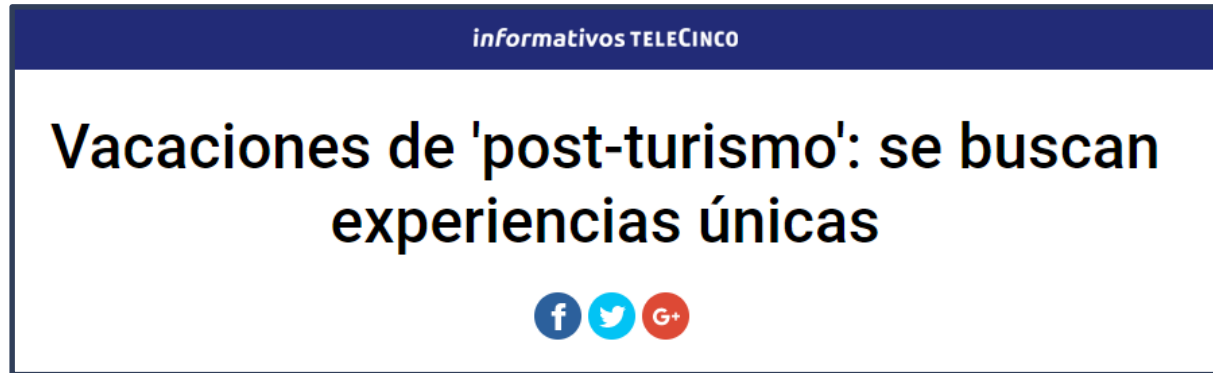 informativos TELECINCO
Vacaciones de 'post-turismo': se buscan
experiencias únicas
f G+